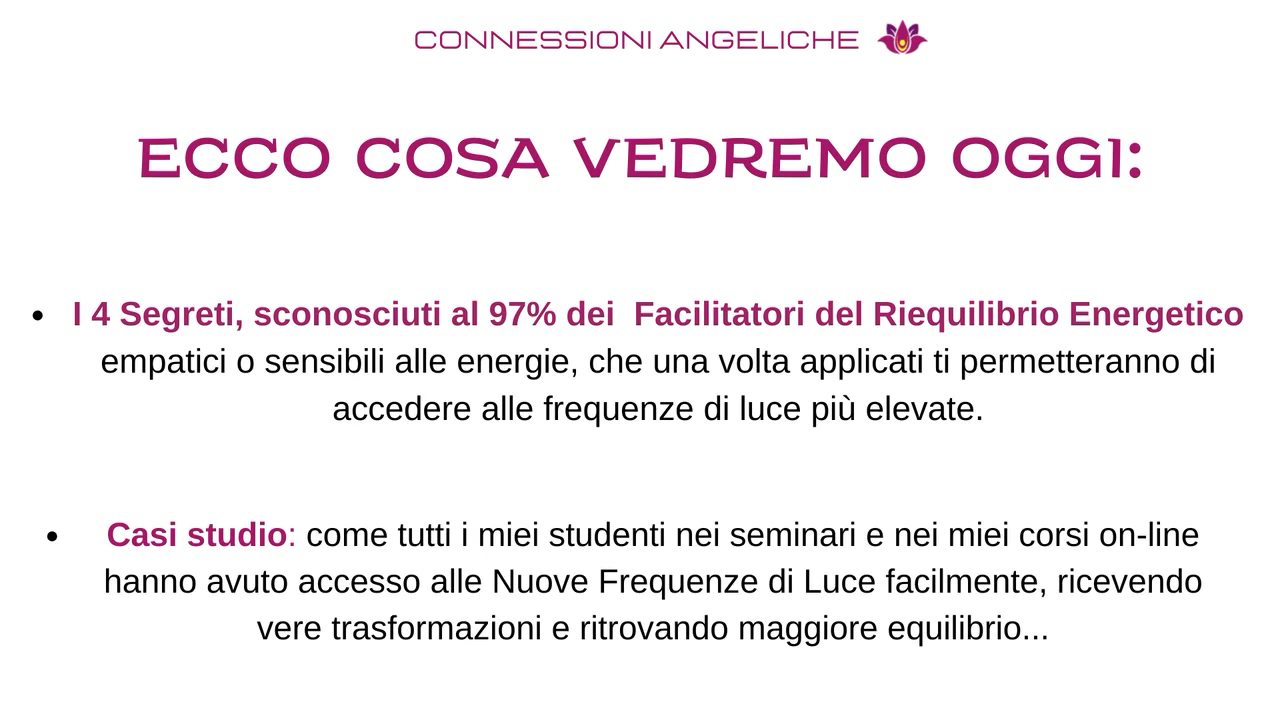 CONNESSIONI ANGELICHE
ECCO COSA VEDREMO OGGI:
• I 4 Segreti, sconosciuti al 97% dei  Facilitatori del Riequilibrio Energetico
empatici o sensibili alle energie, che una volta applicati ti permetteranno di
accedere alle frequenze di luce più elevate.
• Casi studio: come tutti i miei studenti nei seminari e nei miei corsi on-line
hanno avuto accesso alle Nuove Frequenze di Luce facilmente, ricevendo
vere trasformazioni e ritrovando maggiore equilibrio...